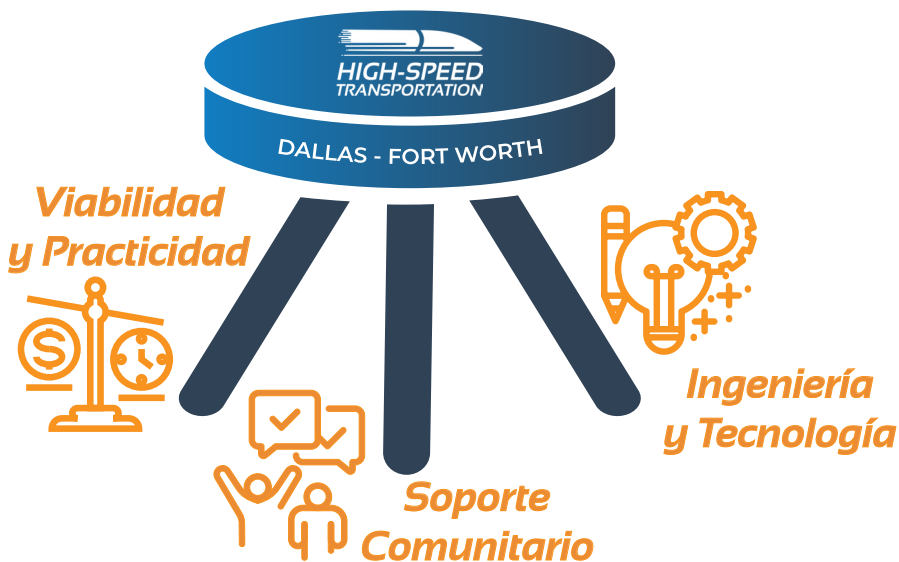 HIGH-SPEED
TRANSPORTATION
DALLAS - FORT WORTH
Viabilidad
y Practicidad
$
Ingeniería
y Tecnología
Soporte
Comunitario